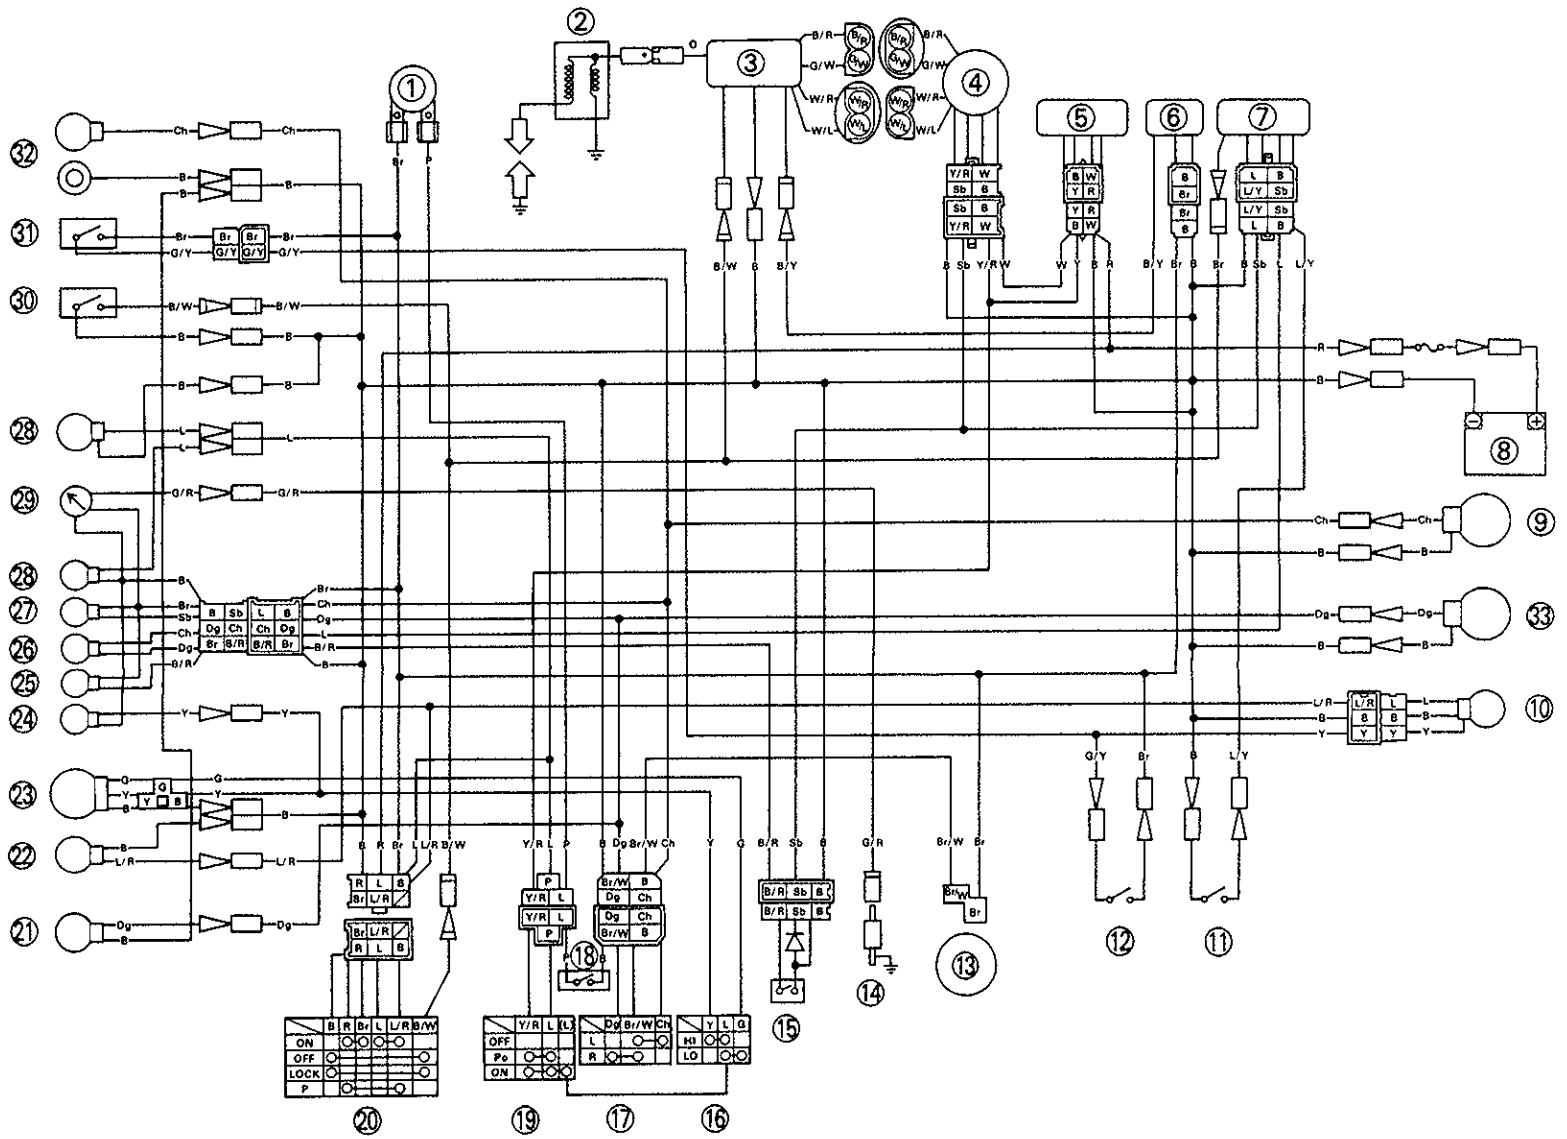 ② O ③ B/R B/R B/R B/R
G/W G/W G/W G/W ④
W/R W/R W/R W/R
W/L W/L W/L W/L
① Br P
⑤ ⑥ ⑦
㉜ Ch Ch
B B
B
㉛ Br Br Br Br
G/Y G/Y G/Y G/Y
㉚ B/W B/W
B B
B B
Y/R W
Sb B
Sb B
Y/R W
B W
Y R
Y R
B W
B
Br
Br
B
L B
L/Y Sb
L/Y Sb
L B
B/W B B/Y B Sb Y/R W W Y B R B/Y Br B Br B Sb L L/Y
R
B
− + ⑧
㉘ L L
L
㉙ G/R G/R
Ch Ch ⑨
B B
㉘ B
㉗ Br
Sb
㉖ Ch
Dg
㉕ B/R
B Sb L B
Dg Ch Ch Dg
Br B/R B/R Br
Br
Ch
Dg
L
B/R
B
Dg Dg ㉝
B B
㉔ Y Y
L/R L/R L L ⑩
B B B B
Y Y Y Y
㉓ G G G
Y Y B Y
B B
㉒ B
L/R L/R
㉑ Dg Dg
B
B R Br L L/R B/W
Y/R L P
B Dg Br/W Ch
Y G
B/R Sb B
G/R
Br/W Br
G/Y Br B L/Y
R L B
Br L/R
Br L/R
R L B
P
Y/R L
Y/R L
P
P B ⑱
Br/W B
Dg Ch
Dg Ch
Br/W B
B/R Sb B
B/R Sb B
Br/W
Br
⑫ ⑪
⑬
⑭
⑮
B R Br L L/R B/W
ON
OFF
LOCK
P
⑳
Y/R L (L)
OFF
Po
ON
⑲
Dg Br/W Ch
L
R
⑰
Y L G
HI
LO
⑯